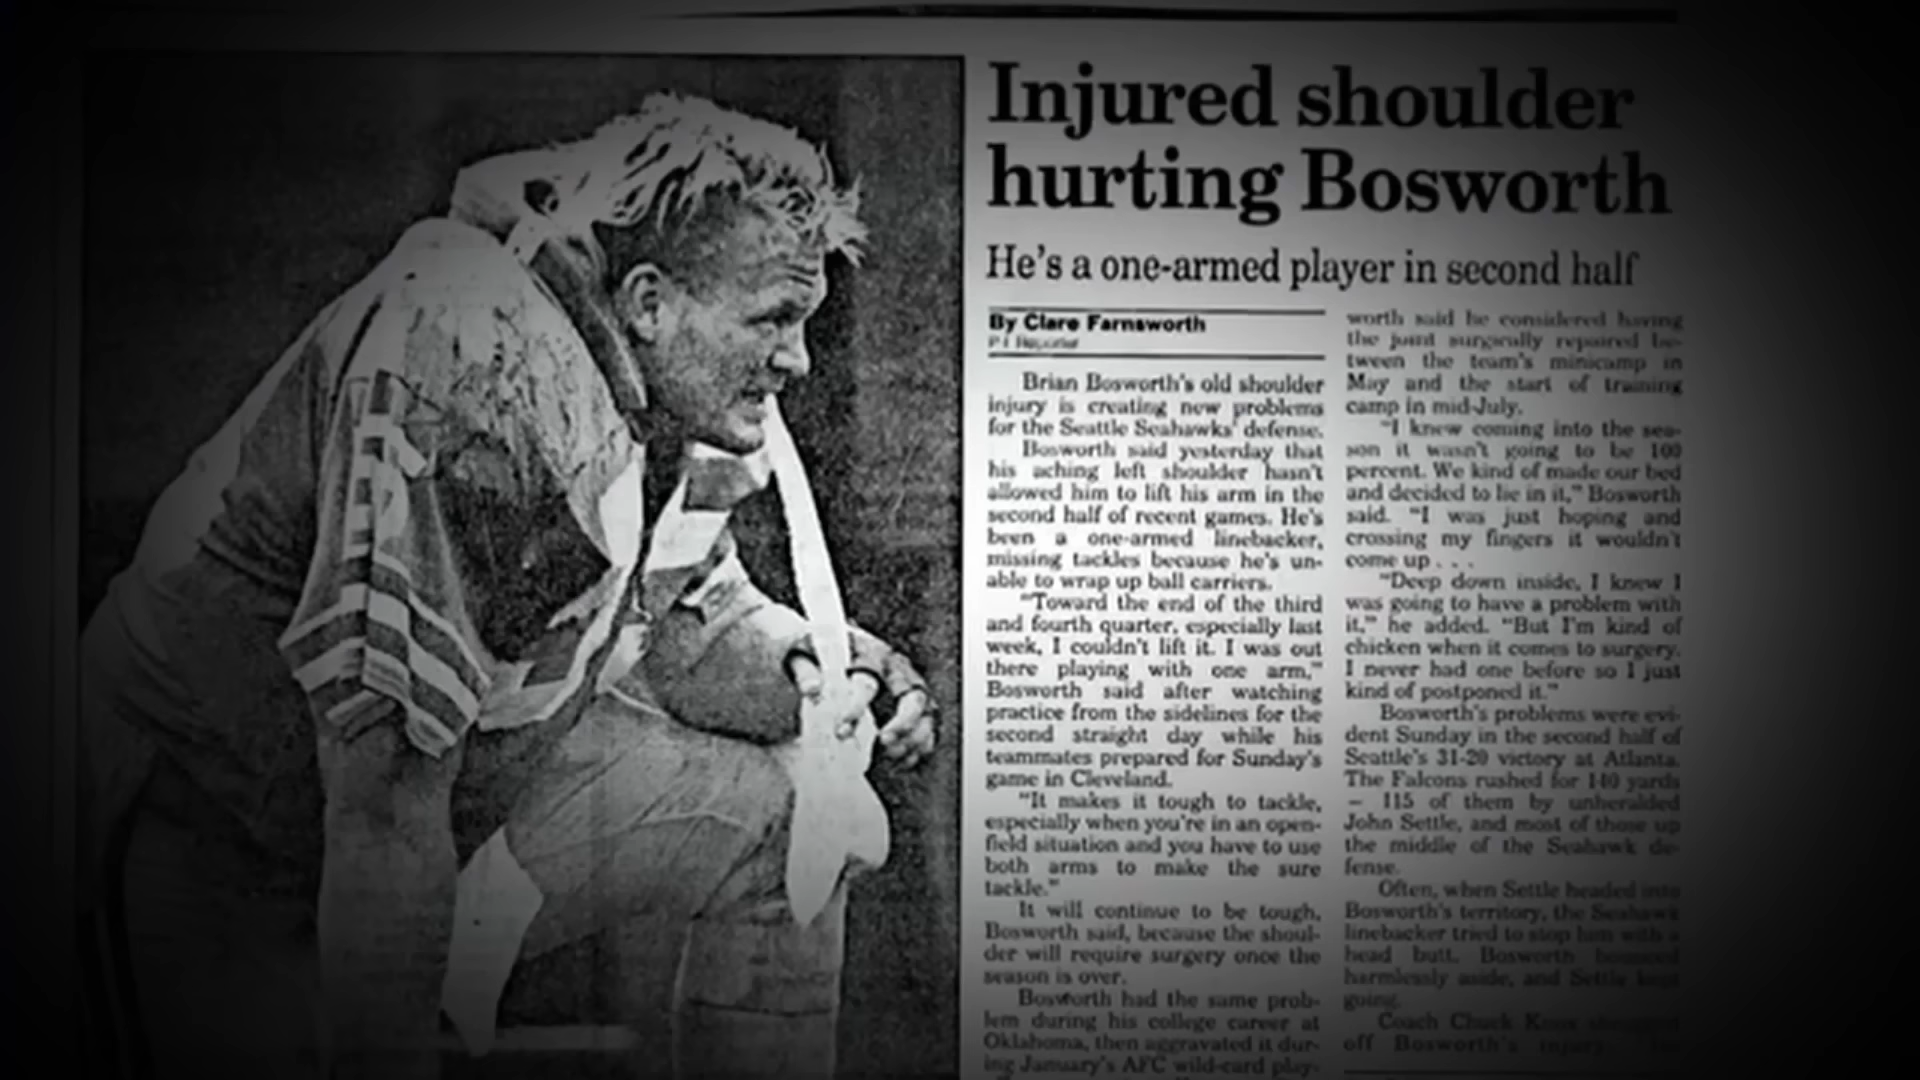 Injured shoulder
hurting Bosworth
He's a one-armed player in second half
By Clare Farnsworth
P-I Reporter
Brian Bosworth's old shoulder
injury is creating new problems
for the Seattle Seahawks' defense.
Bosworth said yesterday that
his aching left shoulder hasn't
allowed him to lift his arm in the
second half of recent games. He's
been a one-armed linebacker,
missing tackles because he's un-
able to wrap up ball carriers.
"Toward the end of the third
and fourth quarter, especially last
week, I couldn't lift it. I was out
there playing with one arm,"
Bosworth said after watching
practice from the sidelines for the
second straight day while his
teammates prepared for Sunday's
game in Cleveland.
"It makes it tough to tackle,
especially when you're in an open-
field situation and you have to use
both arms to make the sure
tackle."
It will continue to be tough,
Bosworth said, because the shoul-
der will require surgery once the
season is over.
Bosworth had the same prob-
lem during his college career at
Oklahoma, then aggravated it dur-
ing January's AFC wild-card play-
worth said he considered having
the joint surgically repaired be-
tween the team's minicamp in
May and the start of training
camp in mid-July.
"I knew coming into the sea-
son it wasn't going to be 100
percent. We kind of made our bed
and decided to lie in it," Bosworth
said. "I was just hoping and
crossing my fingers it wouldn't
come up . . .
"Deep down inside, I knew I
was going to have a problem with
it," he added. "But I'm kind of
chicken when it comes to surgery.
I never had one before so I just
kind of postponed it."
Bosworth's problems were evi-
dent Sunday in the second half of
Seattle's 31-20 victory at Atlanta.
The Falcons rushed for 140 yards
– 115 of them by unheralded
John Settle, and most of those up
the middle of the Seahawk de-
fense.
Often, when Settle headed into
Bosworth's territory, the Seahawk
linebacker tried to stop him with a
head butt. Bosworth bounced
harmlessly aside, and Settle kept
going.
Coach Chuck Knox shrugged
off Bosworth's injury.